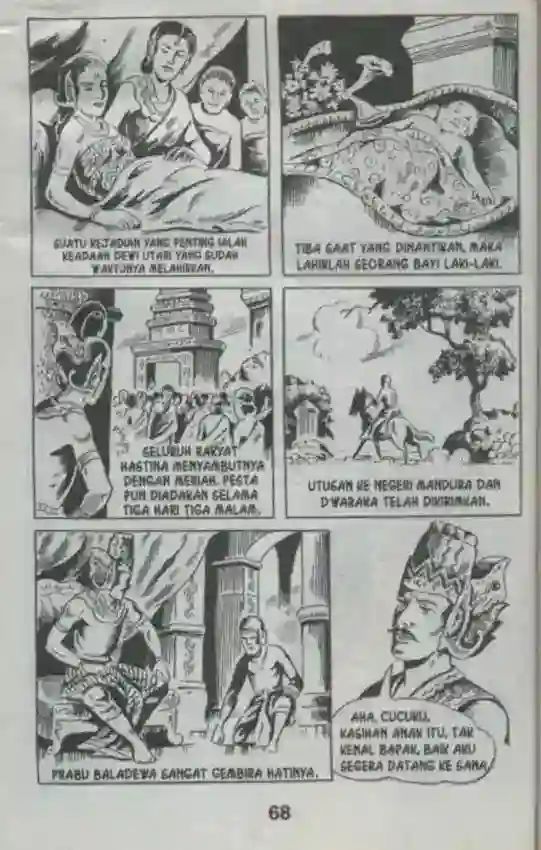 SUATU KEJADIAN YANG PENTING IALAH
KEADAAN DEWI UTARI YANG SUDAH
WAKTUNYA MELAHIRKAN.
TIBA SAAT YANG DINANTIKAN, MAKA
LAHIRLAH SEORANG BAYI LAKI-LAKI.
SELURUH RAKYAT
HASTINA MENYAMBUTNYA
DENGAN MERIAH. PESTA
PUN DIADAKAN SELAMA
TIGA HARI TIGA MALAM.
UTUSAN KE NEGERI MANDURA DAN
DWARAKA TELAH DIKIRIMKAN.
PRABU BALADEWA SANGAT GEMBIRA HATINYA.
AHA, CUCUKU,
KASIHAN ANAK ITU, TAK
KENAL BAPAK. BAIK AKU
SEGERA DATANG KE SANA
68